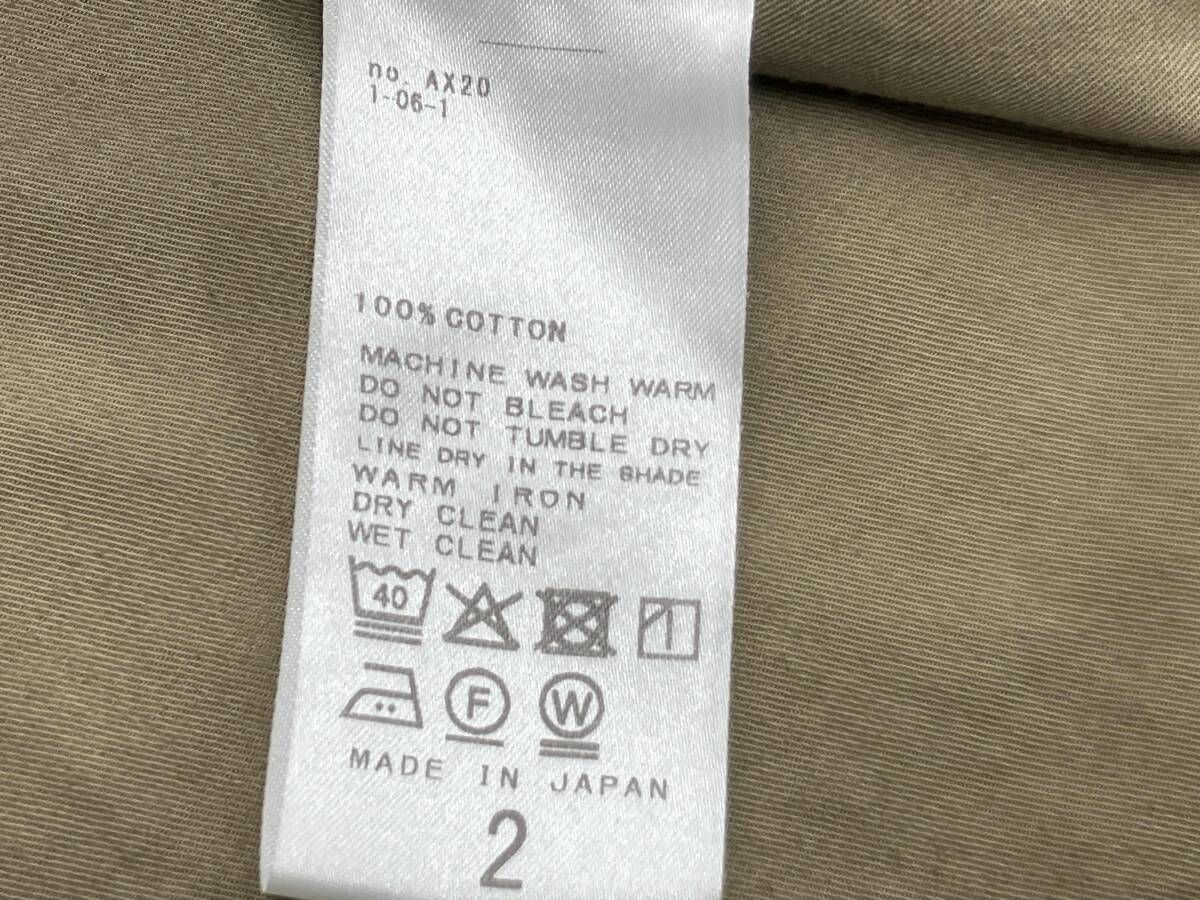 no. AX20
1-06-1
100% COTTON
MACHINE WASH WARM
DO NOT BLEACH
DO NOT TUMBLE DRY
LINE DRY IN THE SHADE
WARM IRON
DRY CLEAN
WET CLEAN
40
F W
MADE IN JAPAN
2